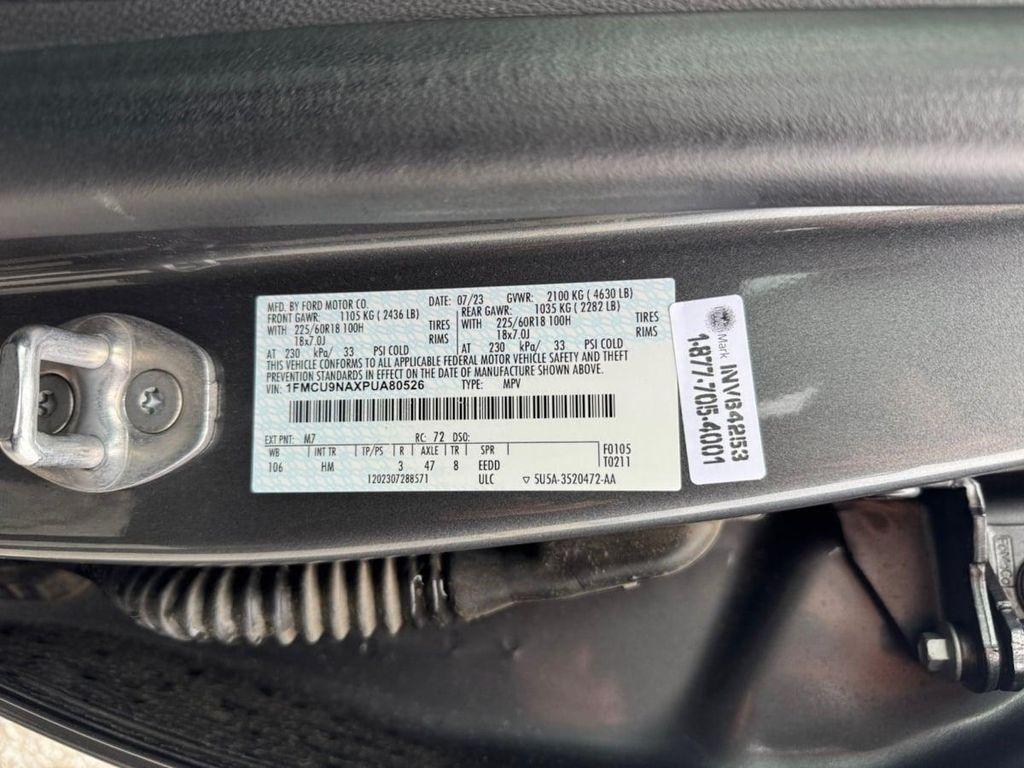 MFD. BY FORD MOTOR CO. DATE: 07/23 GVWR: 2100 KG ( 4630 LB)
FRONT GAWR: 1105 KG ( 2436 LB) REAR GAWR: 1035 KG ( 2282 LB)
WITH 225/60R18 100H TIRES WITH 225/60R18 100H TIRES
18x7.0J RIMS 18x7.0J RIMS
AT 230 kPa/ 33 PSI COLD AT 230 kPa/ 33 PSI COLD
THIS VEHICLE CONFORMS TO ALL APPLICABLE FEDERAL MOTOR VEHICLE SAFETY AND THEFT
PREVENTION STANDARDS IN EFFECT ON THE DATE OF MANUFACTURE SHOWN ABOVE.
VIN: 1FMCU9NAXPUA80526 TYPE: MPV
EXT PNT: M7 RC: 72 DSO:
WB INT TR TP/PS R AXLE TR SPR F0105
106 HM 3 47 8 EEDD T0211
1202307288571 ULC ▽ 5U5A-3520472-AA
Mark
1-877-705-4001
INVB44253